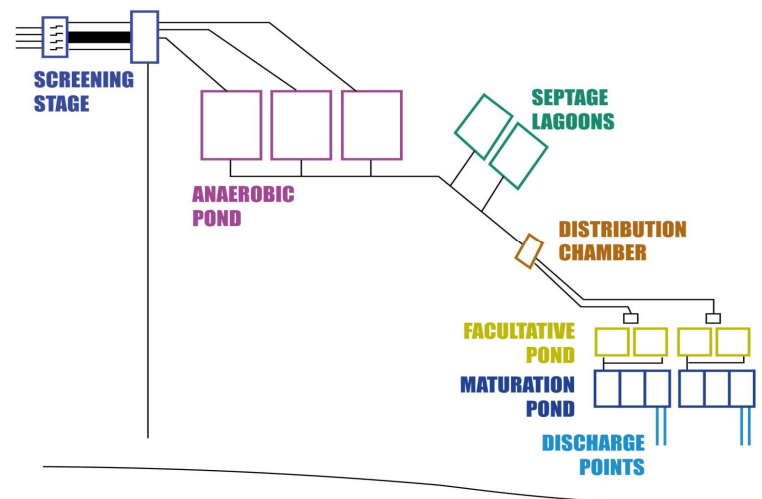 SCREENING
STAGE
SEPTAGE
LAGOONS
ANAEROBIC
POND
DISTRIBUTION
CHAMBER
FACULTATIVE
POND
MATURATION
POND
DISCHARGE
POINTS